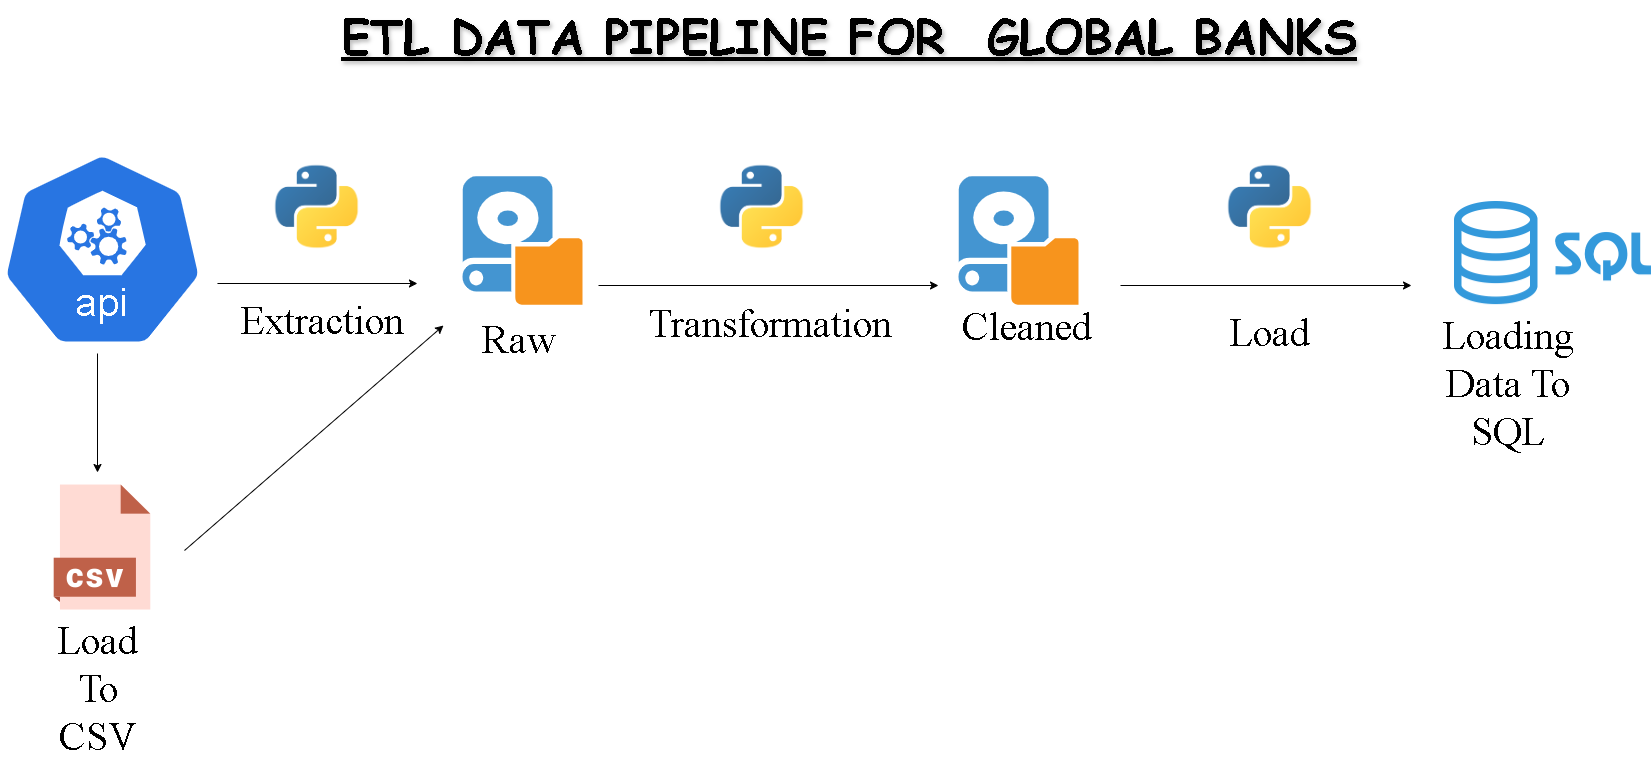 ETL DATA PIPELINE FOR GLOBAL BANKS
api
Extraction
Raw
Transformation
Cleaned
Load
SQL
Loading
Data To
SQL
CSV
Load
To
CSV